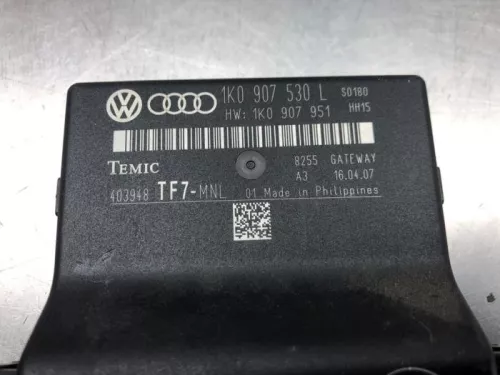 1K0 907 530 L S0180
HW: 1K0 907 951 HH15
TEMIC 8255 GATEWAY
A3 16.04.07
403948 TF7-MNL 01 Made in Philippines